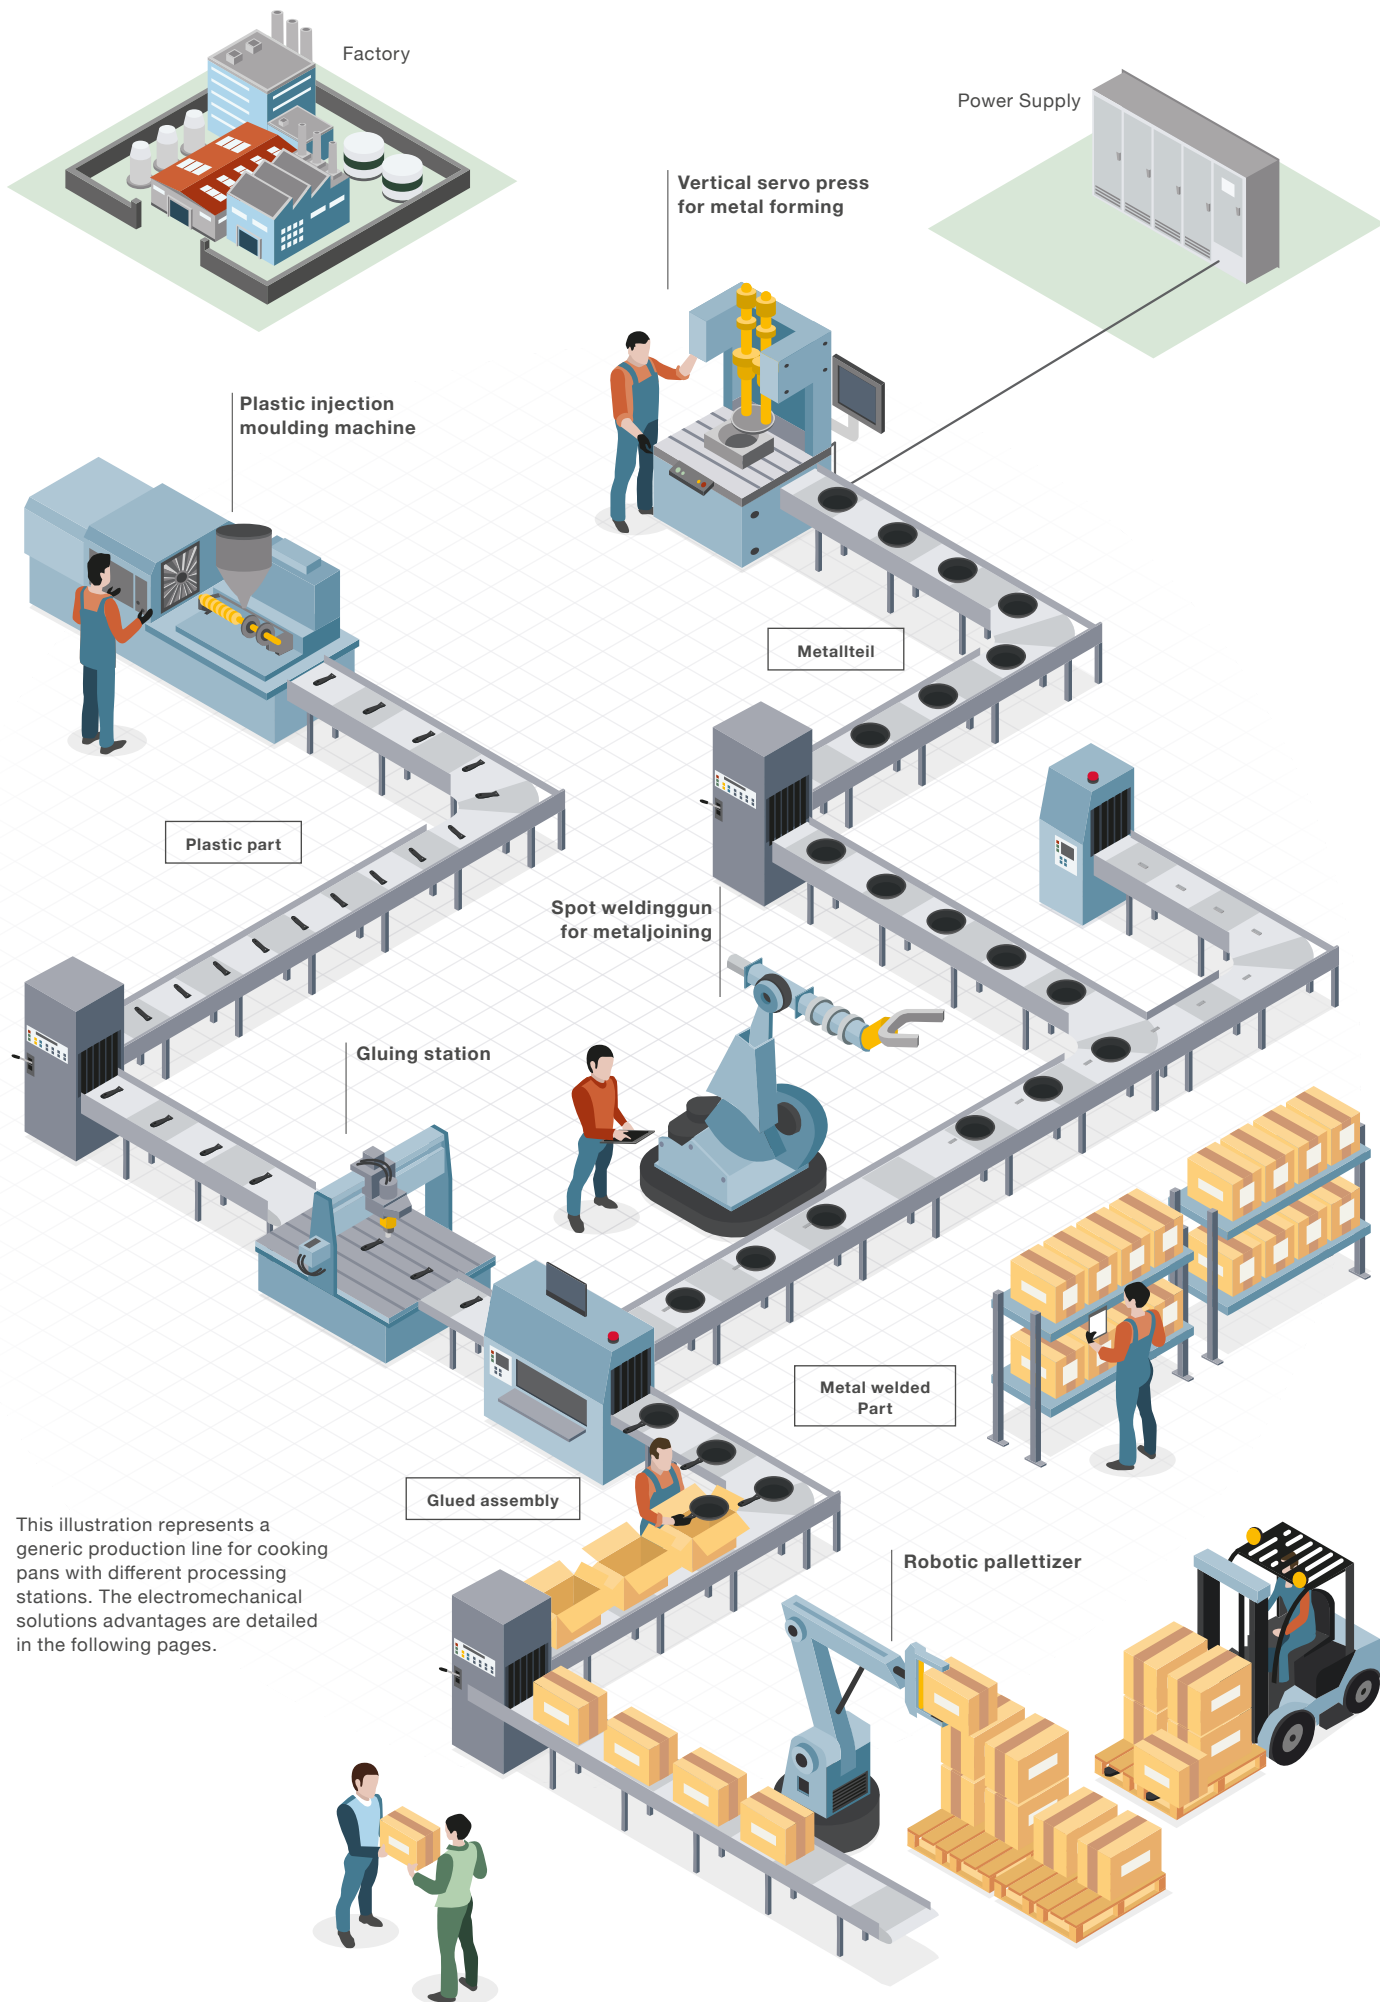 Factory
Power Supply
Vertical servo press
for metal forming
Plastic injection
moulding machine
Metallteil
Plastic part
Spot weldinggun
for metaljoining
Gluing station
Metal welded
Part
Glued assembly
This illustration represents a
generic production line for cooking
pans with different processing
stations. The electromechanical
solutions advantages are detailed
in the following pages.
Robotic pallettizer